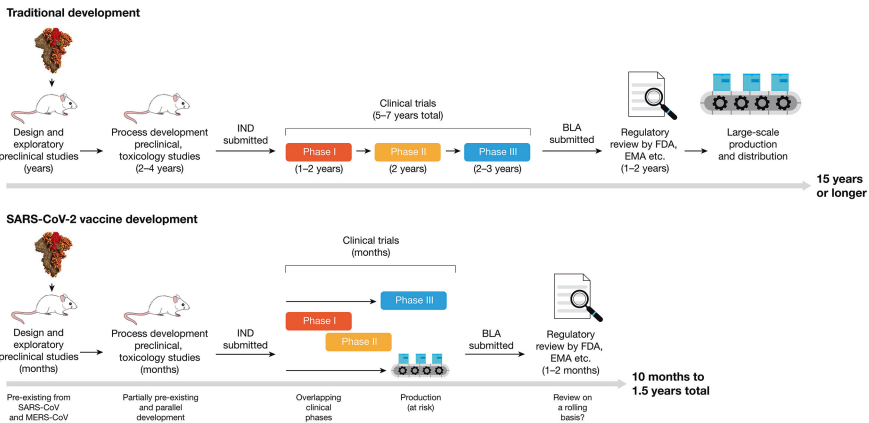 Traditional development
Design and
exploratory
preclinical studies
(years)
Process development
preclinical,
toxicology studies
(2–4 years)
IND
submitted
Clinical trials
(5–7 years total)
Phase I
(1–2 years)
Phase II
(2 years)
Phase III
(2–3 years)
BLA
submitted
Regulatory
review by FDA,
EMA etc.
(1–2 years)
Large-scale
production
and distribution
15 years
or longer
SARS-CoV-2 vaccine development
Design and
exploratory
preclinical studies
(months)
Process development
preclinical,
toxicology studies
(months)
IND
submitted
Clinical trials
(months)
Phase III
Phase I
Phase II
BLA
submitted
Regulatory
review by FDA,
EMA etc.
(1–2 months)
10 months to
1.5 years total
Pre-existing from
SARS-CoV
and MERS-CoV
Partially pre-existing
and parallel
development
Overlapping
clinical
phases
Production
(at risk)
Review on
a rolling
basis?